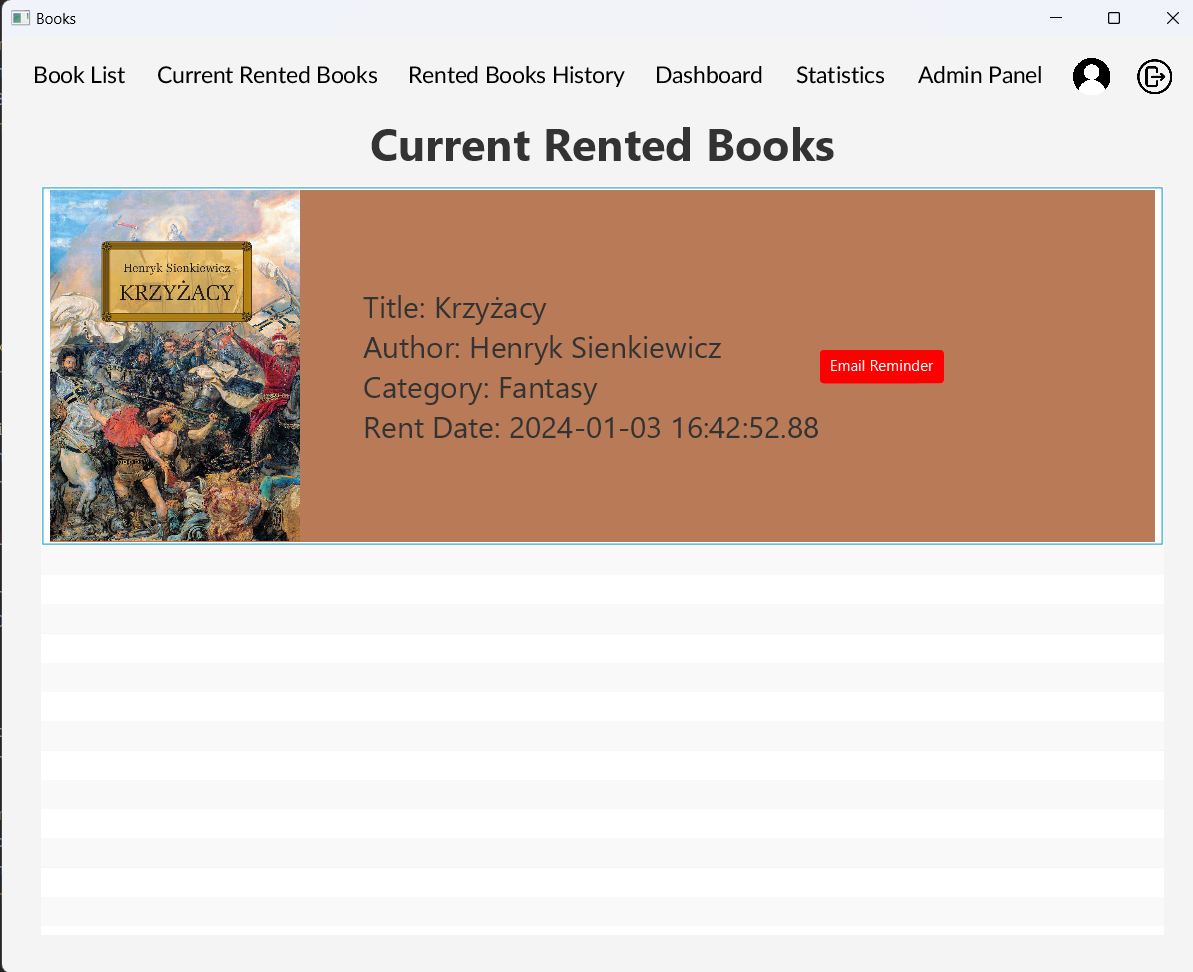 Books
Book List Current Rented Books Rented Books History Dashboard Statistics Admin Panel
Current Rented Books
Henryk Sienkiewicz
KRZYŻACY
Title: Krzyżacy
Author: Henryk Sienkiewicz
Category: Fantasy
Rent Date: 2024-01-03 16:42:52.88
Email Reminder